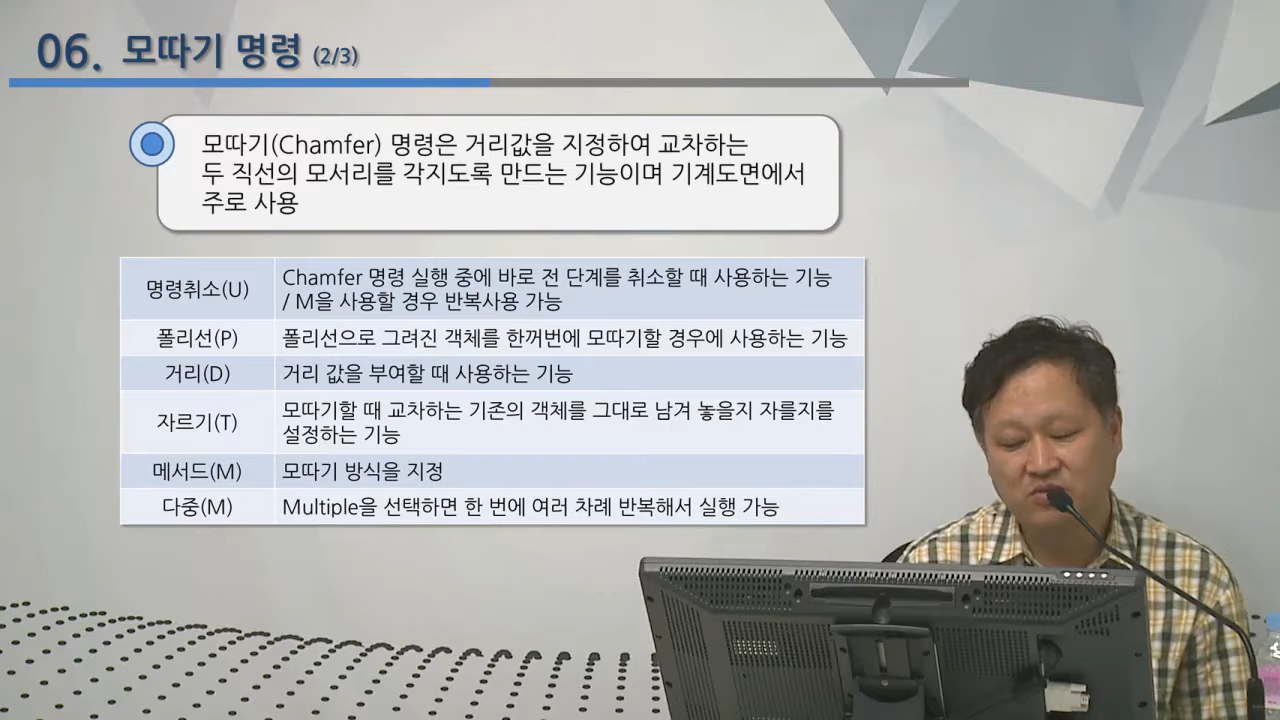 06. 모따기 명령 (2/3)
모따기(Chamfer) 명령은 거리값을 지정하여 교차하는
두 직선의 모서리를 각지도록 만드는 기능이며 기계도면에서
주로 사용
명령취소(U)
Chamfer 명령 실행 중에 바로 전 단계를 취소할 때 사용하는 기능
/ M을 사용할 경우 반복사용 가능
폴리선(P)
폴리선으로 그려진 객체를 한꺼번에 모따기할 경우에 사용하는 기능
거리(D)
거리 값을 부여할 때 사용하는 기능
자르기(T)
모따기할 때 교차하는 기존의 객체를 그대로 남겨 놓을지 자를지를
설정하는 기능
메서드(M)
모따기 방식을 지정
다중(M)
Multiple을 선택하면 한 번에 여러 차례 반복해서 실행 가능